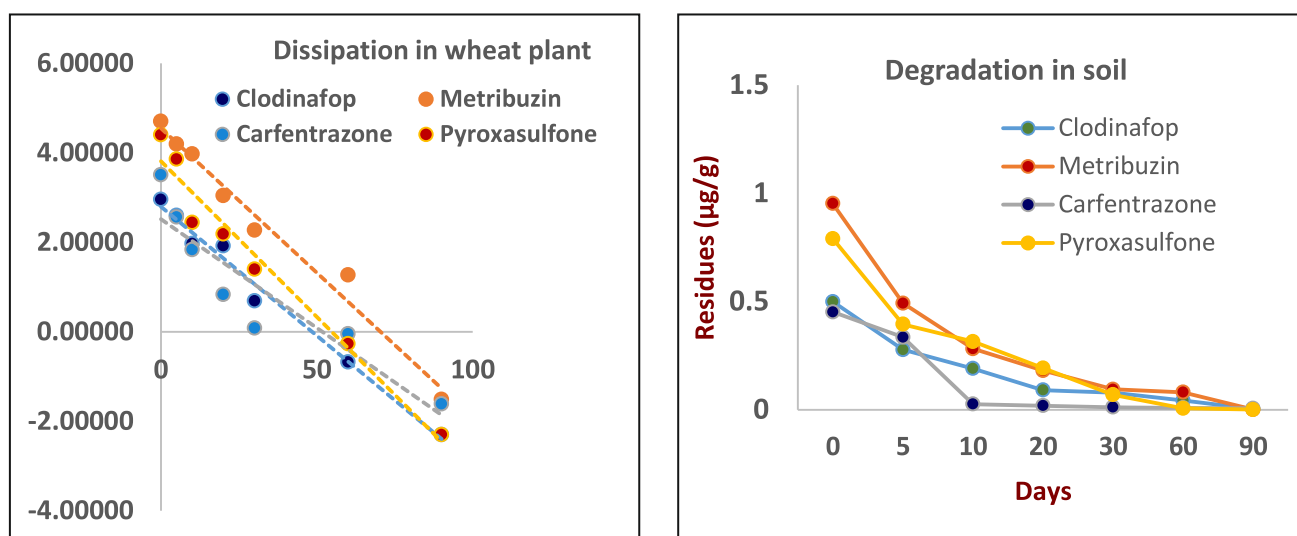 Dissipation in wheat plant
Clodinafop
Metribuzin
Carfentrazone
Pyroxasulfone
6.00000
4.00000
2.00000
0.00000
-2.00000
-4.00000
0
50
100
Degradation in soil
Clodinafop
Metribuzin
Carfentrazone
Pyroxasulfone
Residues (µg/g)
1.5
1
0.5
0
0 5 10 20 30 60 90
Days